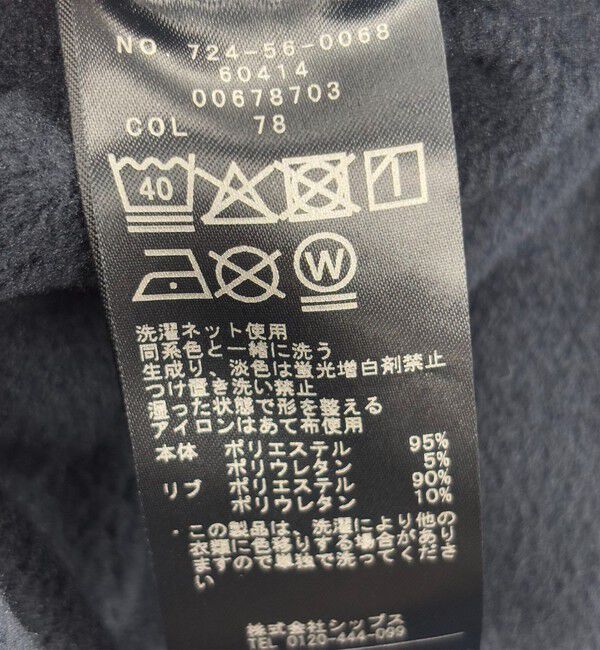 NO 724-56-0068
60414
00678703
COL 78
40
W
洗濯ネット使用
同系色と一緒に洗う
生成り、淡色は蛍光増白剤禁止
つけ置き洗い禁止
湿った状態で形を整える
アイロンはあて布使用
本体 ポリエステル 95%
ポリウレタン 5%
リブ ポリエステル 90%
ポリウレタン 10%
・この製品は、洗濯により他の
衣類に色移りする場合があり
ますので単独で洗ってくださ
い
株式会社シップス
TEL 0120-444-099